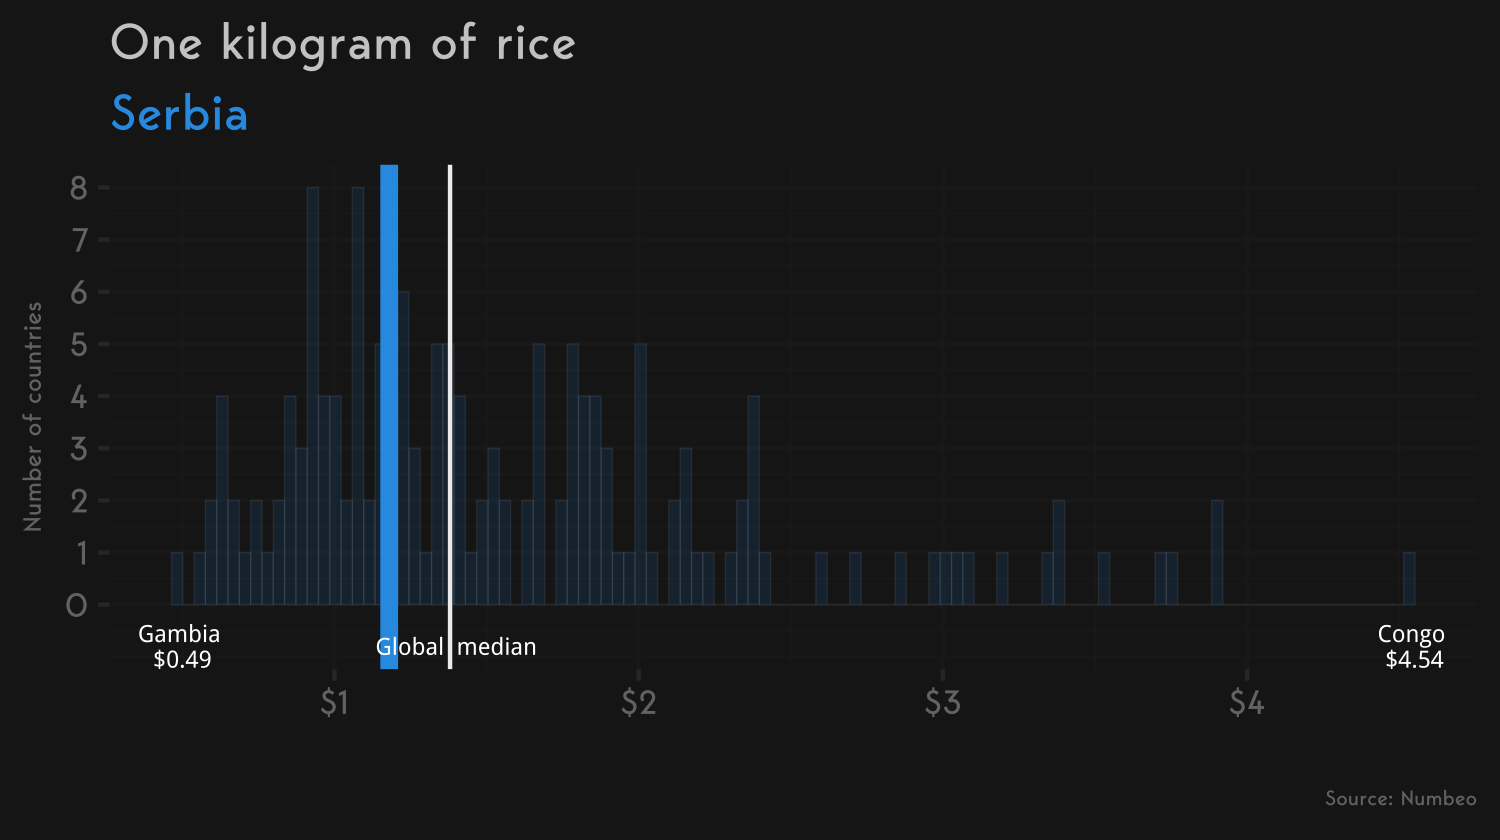 One kilogram of rice
Serbia
Number of countries
8
7
6
5
4
3
2
1
0
Gambia
$0.49
Global median
Congo
$4.54
$1
$2
$3
$4
Source: Numbeo